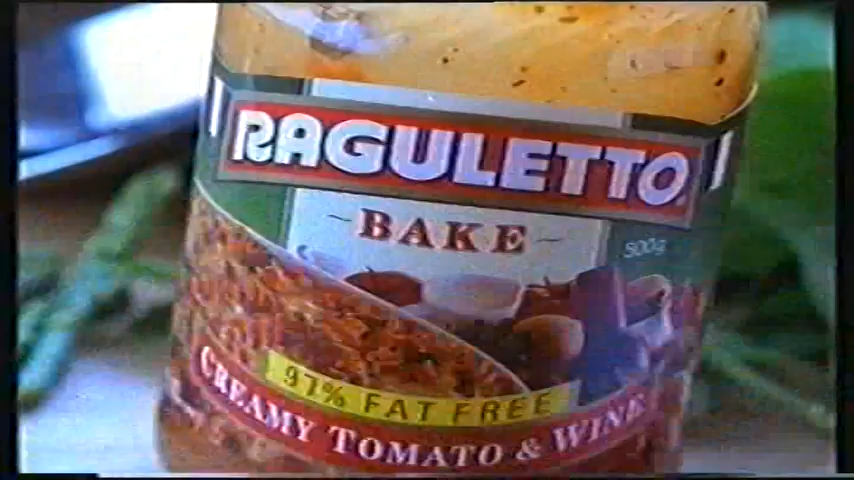 RAGULETTO
~BAKE~
500g
97% FAT FREE
CREAMY TOMATO & WINE